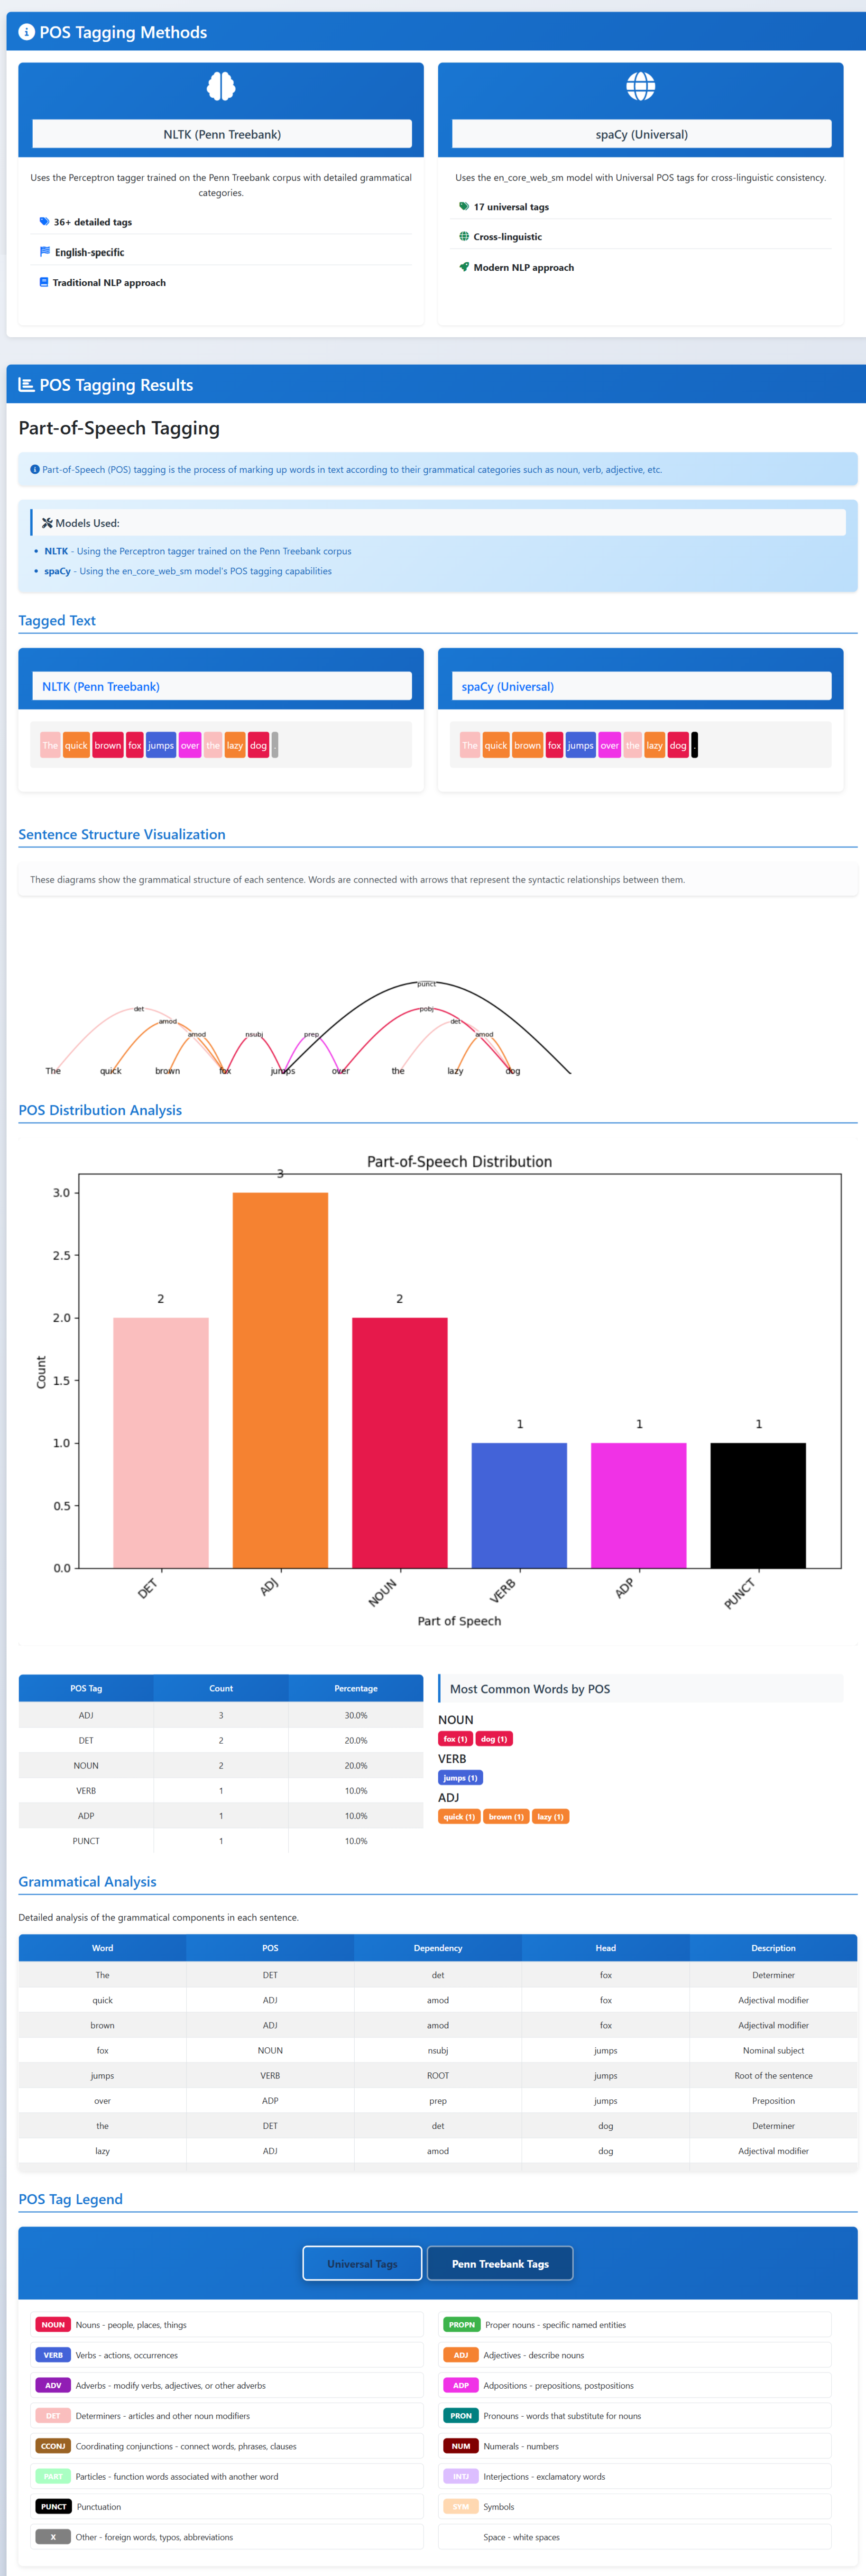 POS Tagging Methods
NLTK (Penn Treebank)
Uses the Perceptron tagger trained on the Penn Treebank corpus with detailed grammatical
categories.
36+ detailed tags
English-specific
Traditional NLP approach
spaCy (Universal)
Uses the en_core_web_sm model with Universal POS tags for cross-linguistic consistency.
17 universal tags
Cross-linguistic
Modern NLP approach
POS Tagging Results
Part-of-Speech Tagging
Part-of-Speech (POS) tagging is the process of marking up words in text according to their grammatical categories such as noun, verb, adjective, etc.
Models Used:
• NLTK - Using the Perceptron tagger trained on the Penn Treebank corpus
• spaCy - Using the en_core_web_sm model's POS tagging capabilities
Tagged Text
NLTK (Penn Treebank)
The quick brown fox jumps over the lazy dog .
spaCy (Universal)
The quick brown fox jumps over the lazy dog .
Sentence Structure Visualization
These diagrams show the grammatical structure of each sentence. Words are connected with arrows that represent the syntactic relationships between them.
punct
det pobj
amod det
amod nsubj prep amod
The quick brown fox jumps over the lazy dog
POS Distribution Analysis
Part-of-Speech Distribution
3
3.0
2.5
2 2
2.0
Count
1.5
1 1 1
1.0
0.5
0.0
DET ADJ NOUN VERB ADP PUNCT
Part of Speech
POS Tag Count Percentage
ADJ 3 30.0%
DET 2 20.0%
NOUN 2 20.0%
VERB 1 10.0%
ADP 1 10.0%
PUNCT 1 10.0%
Most Common Words by POS
NOUN
fox (1) dog (1)
VERB
jumps (1)
ADJ
quick (1) brown (1) lazy (1)
Grammatical Analysis
Detailed analysis of the grammatical components in each sentence.
Word POS Dependency Head Description
The DET det fox Determiner
quick ADJ amod fox Adjectival modifier
brown ADJ amod fox Adjectival modifier
fox NOUN nsubj jumps Nominal subject
jumps VERB ROOT jumps Root of the sentence
over ADP prep jumps Preposition
the DET det dog Determiner
lazy ADJ amod dog Adjectival modifier
POS Tag Legend
Universal Tags Penn Treebank Tags
NOUN Nouns - people, places, things
PROPN Proper nouns - specific named entities
VERB Verbs - actions, occurrences
ADJ Adjectives - describe nouns
ADV Adverbs - modify verbs, adjectives, or other adverbs
ADP Adpositions - prepositions, postpositions
DET Determiners - articles and other noun modifiers
PRON Pronouns - words that substitute for nouns
CCONJ Coordinating conjunctions - connect words, phrases, clauses
NUM Numerals - numbers
PART Particles - function words associated with another word
INTJ Interjections - exclamatory words
PUNCT Punctuation
SYM Symbols
X Other - foreign words, typos, abbreviations
Space - white spaces